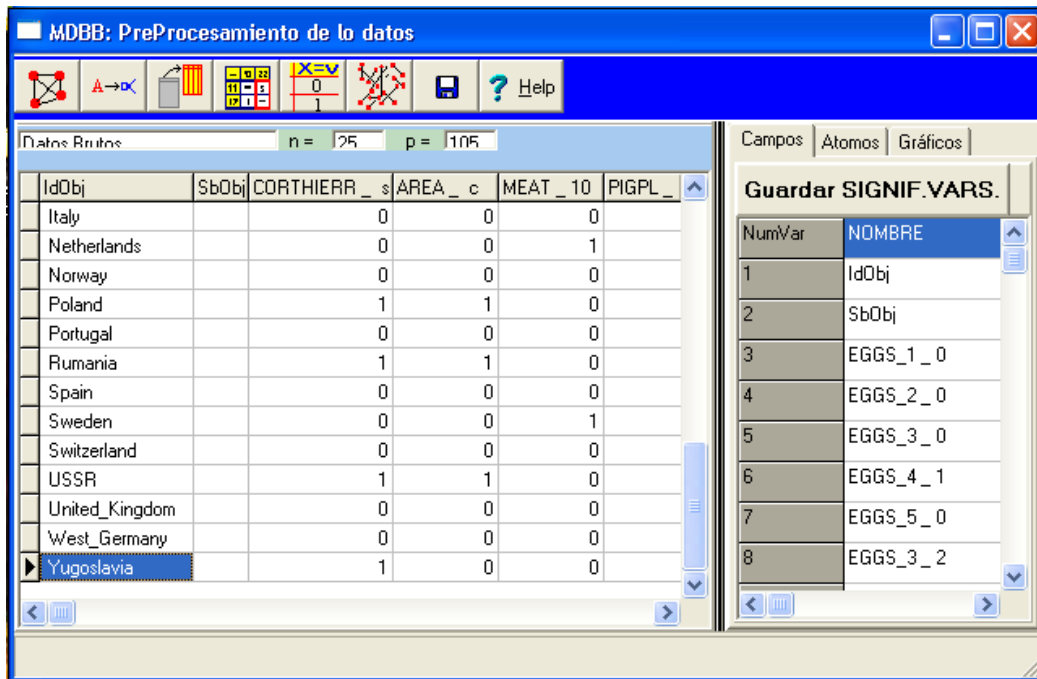 MDBB: PreProcesamiento de lo datos
A→α
X=v
0
1
? Help
Datos Brutos n = 25 p = 105
IdObj SbObj CORTHIERR _ s AREA _ c MEAT _ 10 PIGPL _
Italy 0 0 0
Netherlands 0 0 1
Norway 0 0 0
Poland 1 1 0
Portugal 0 0 0
Rumania 1 1 0
Spain 0 0 0
Sweden 0 0 1
Switzerland 0 0 0
USSR 1 1 0
United_Kingdom 0 0 0
West_Germany 0 0 0
Yugoslavia 1 0 0
Campos Atomos Gráficos
Guardar SIGNIF.VARS.
NumVar NOMBRE
1 IdObj
2 SbObj
3 EGGS_1 _ 0
4 EGGS_2 _ 0
5 EGGS_3 _ 0
6 EGGS_4 _ 1
7 EGGS_5 _ 0
8 EGGS_3 _ 2